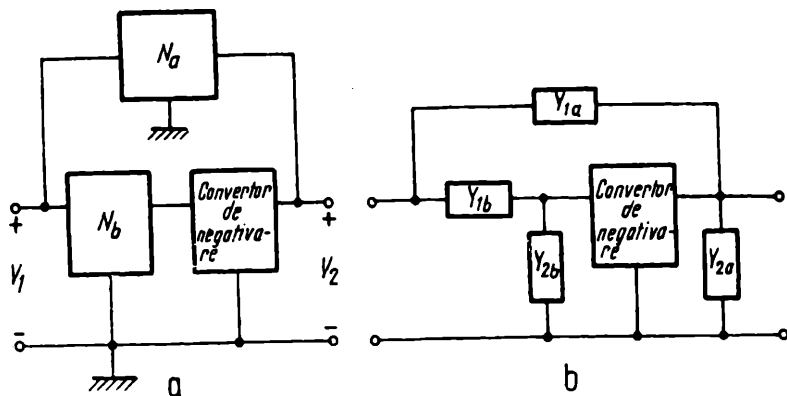 Na
Nb
Convertor
de
negativa-
re
+
+
V1
V2
-
-
a
Y1a
Y1b
Y2b
Convertor
de
negativa-
re
Y2a
b